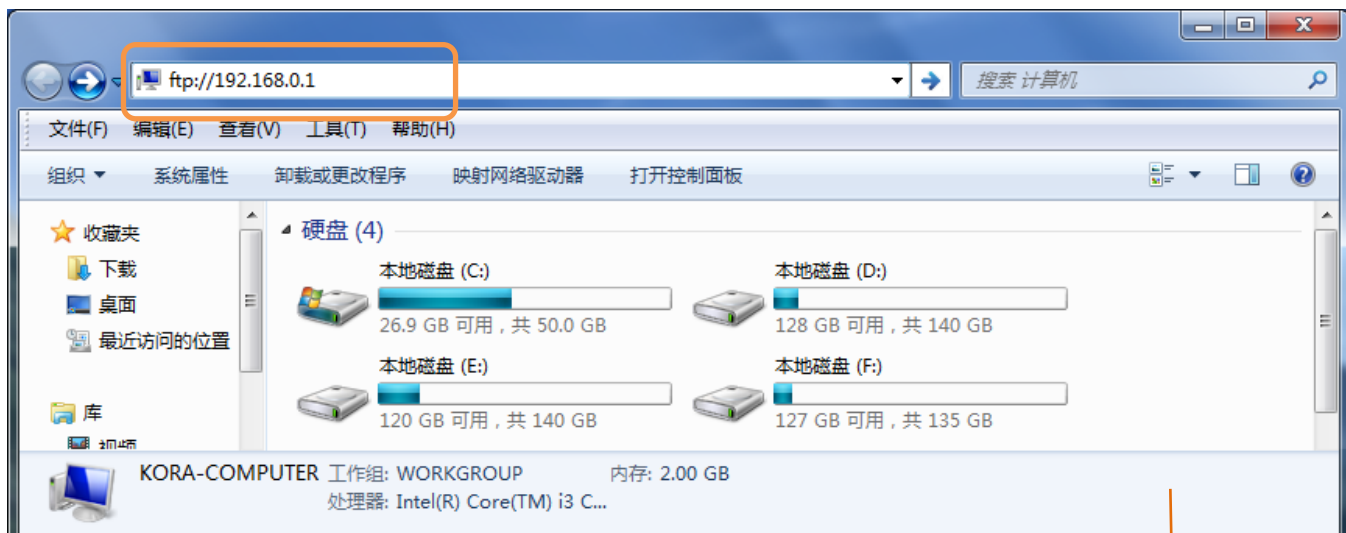 ftp://192.168.0.1
搜索 计算机
文件(F) 编辑(E) 查看(V) 工具(T) 帮助(H)
组织 系统属性 卸载或更改程序 映射网络驱动器 打开控制面板
收藏夹
下载
桌面
最近访问的位置
库
视频
硬盘 (4)
本地磁盘 (C:)
26.9 GB 可用,共 50.0 GB
本地磁盘 (D:)
128 GB 可用,共 140 GB
本地磁盘 (E:)
120 GB 可用,共 140 GB
本地磁盘 (F:)
127 GB 可用,共 135 GB
KORA-COMPUTER 工作组: WORKGROUP 内存: 2.00 GB
处理器: Intel(R) Core(TM) i3 C...